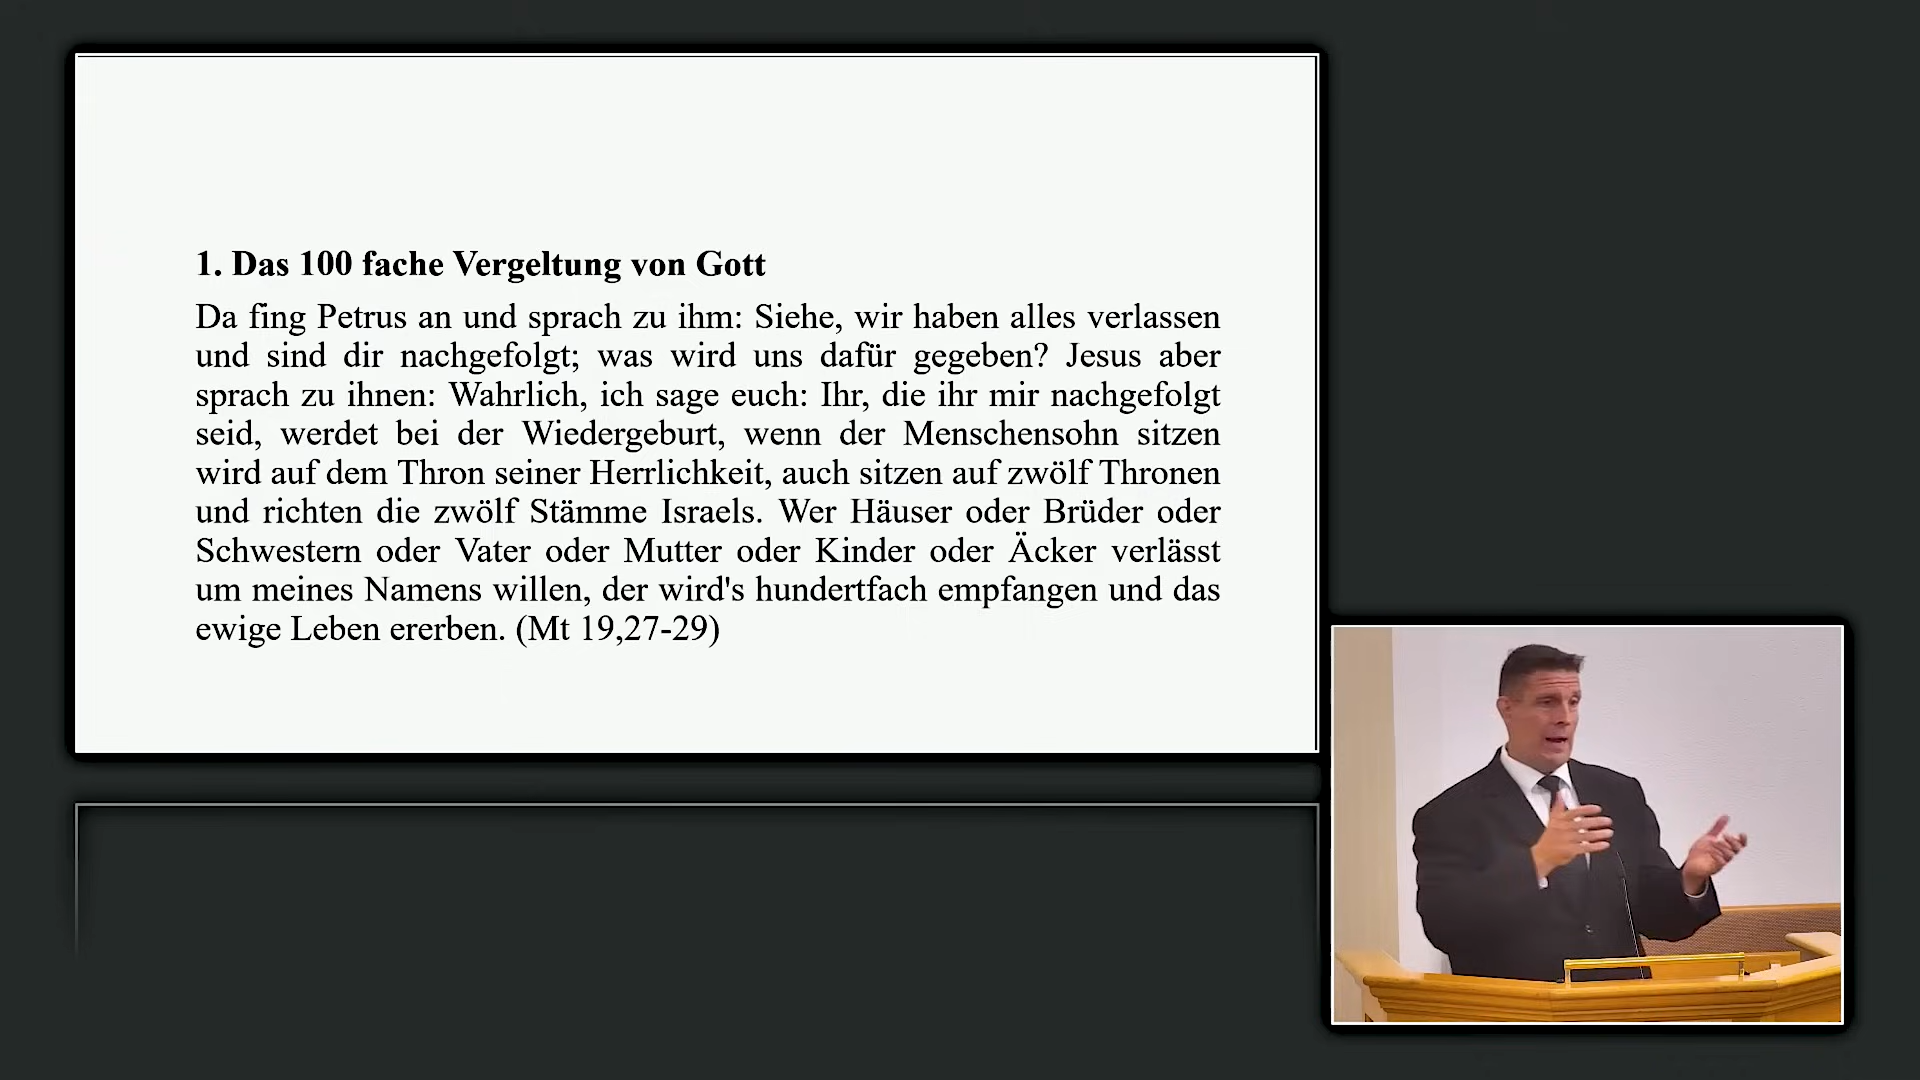 1. Das 100 fache Vergeltung von Gott
Da fing Petrus an und sprach zu ihm: Siehe, wir haben alles verlassen
und sind dir nachgefolgt; was wird uns dafür gegeben? Jesus aber
sprach zu ihnen: Wahrlich, ich sage euch: Ihr, die ihr mir nachgefolgt
seid, werdet bei der Wiedergeburt, wenn der Menschensohn sitzen
wird auf dem Thron seiner Herrlichkeit, auch sitzen auf zwölf Thronen
und richten die zwölf Stämme Israels. Wer Häuser oder Brüder oder
Schwestern oder Vater oder Mutter oder Kinder oder Äcker verlässt
um meines Namens willen, der wird's hundertfach empfangen und das
ewige Leben ererben. (Mt 19,27-29)